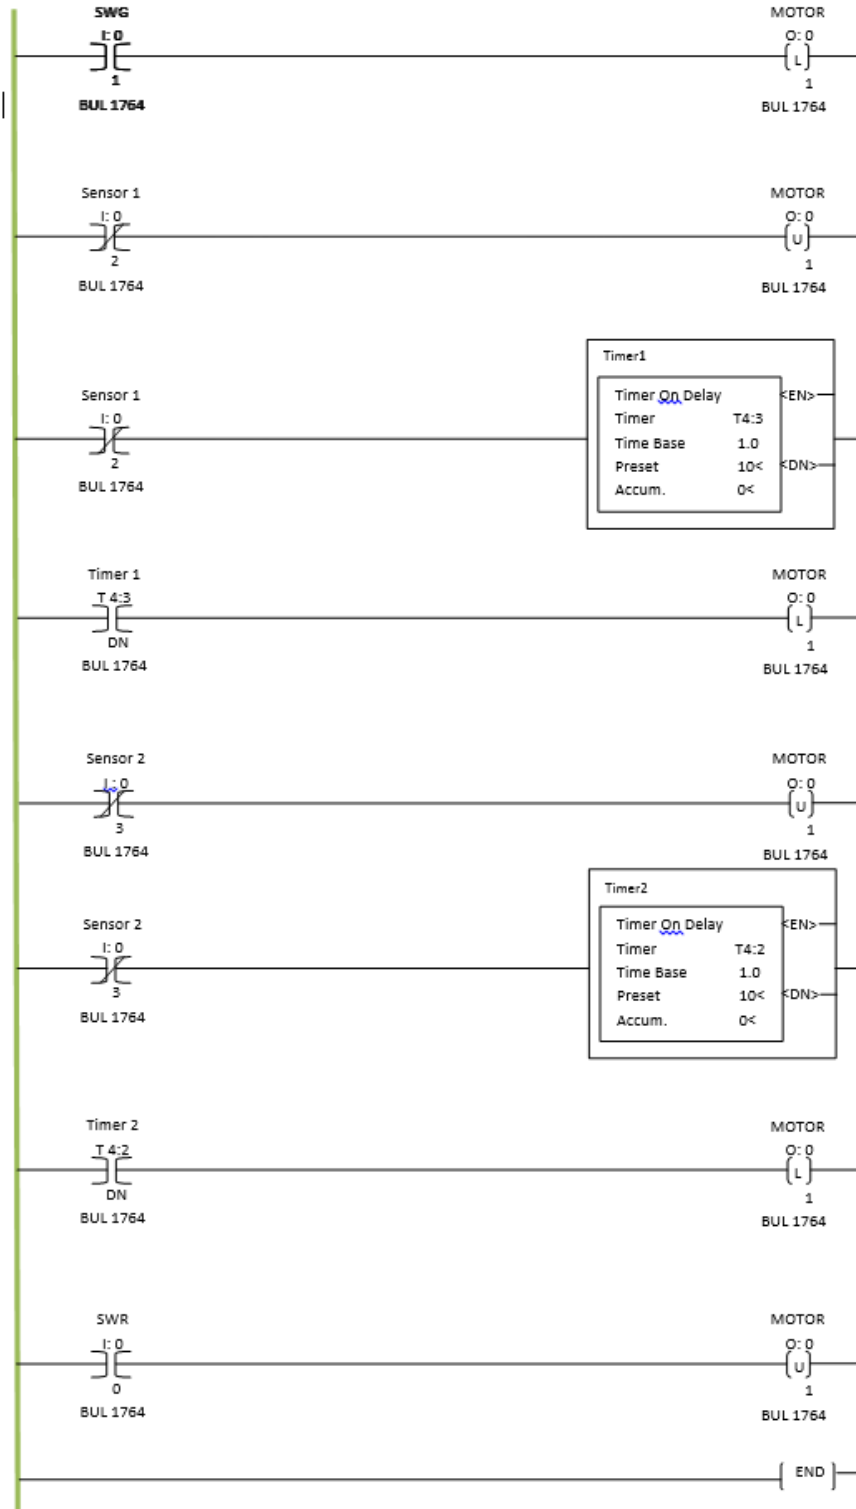 SWG MOTOR
I: 0 O: 0
L
1 1
BUL 1764 BUL 1764
Sensor 1 MOTOR
I: 0 O: 0
U
2 1
BUL 1764 BUL 1764
Timer1
Sensor 1 Timer On Delay <EN>
I: 0 Timer T4:3
Time Base 1.0
2 Preset 10< <DN>
BUL 1764 Accum. 0<
Timer 1 MOTOR
T 4:3 O: 0
L
DN 1
BUL 1764 BUL 1764
Sensor 2 MOTOR
I: 0 O: 0
U
3 1
BUL 1764 BUL 1764
Timer2
Sensor 2 Timer On Delay <EN>
I: 0 Timer T4:2
Time Base 1.0
3 Preset 10< <DN>
BUL 1764 Accum. 0<
Timer 2 MOTOR
T 4:2 O: 0
L
DN 1
BUL 1764 BUL 1764
SWR MOTOR
I: 0 O: 0
U
0 1
BUL 1764 BUL 1764
END